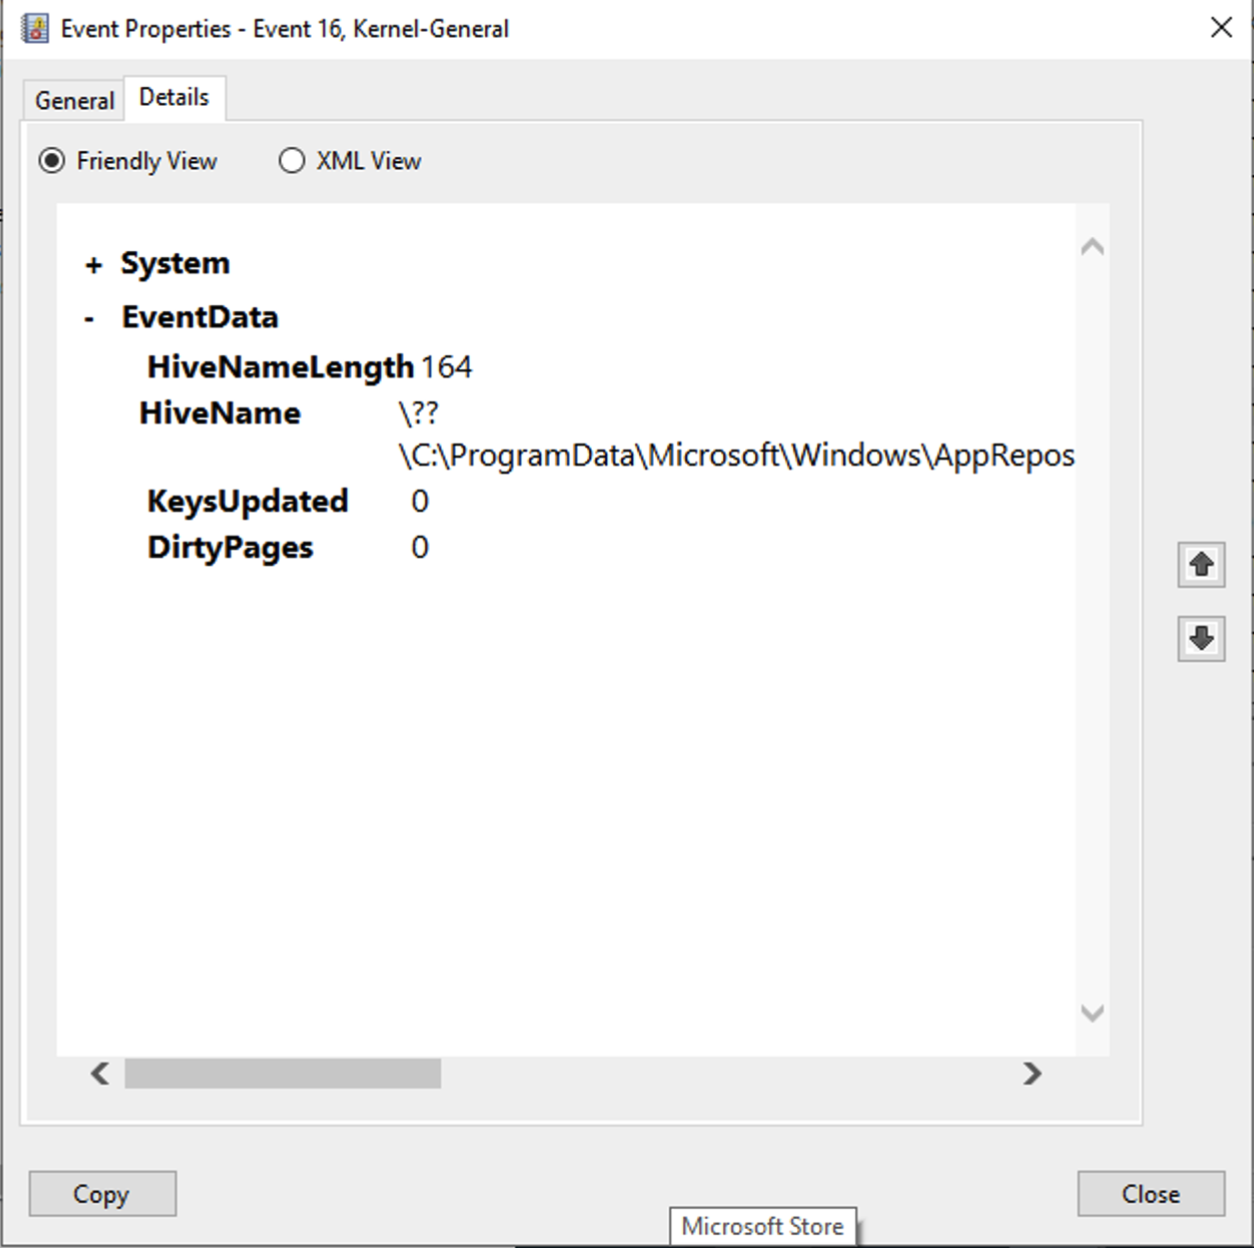 Event Properties - Event 16, Kernel-General
General
Details
Friendly View
XML View
+ System
- EventData
HiveNameLength 164
HiveName \??
\C:\ProgramData\Microsoft\Windows\AppRepos
KeysUpdated 0
DirtyPages 0
Copy
Close
Microsoft Store